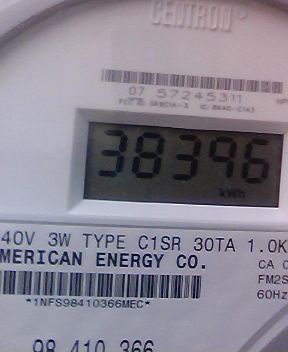 CENTRON®
07 57245311
38396
kWh
40V 3W TYPE C1SR 30TA 1.0K
MERICAN ENERGY CO.
CA 0
FM2S
60Hz
*1NFS98410366MEC*
98 410 366